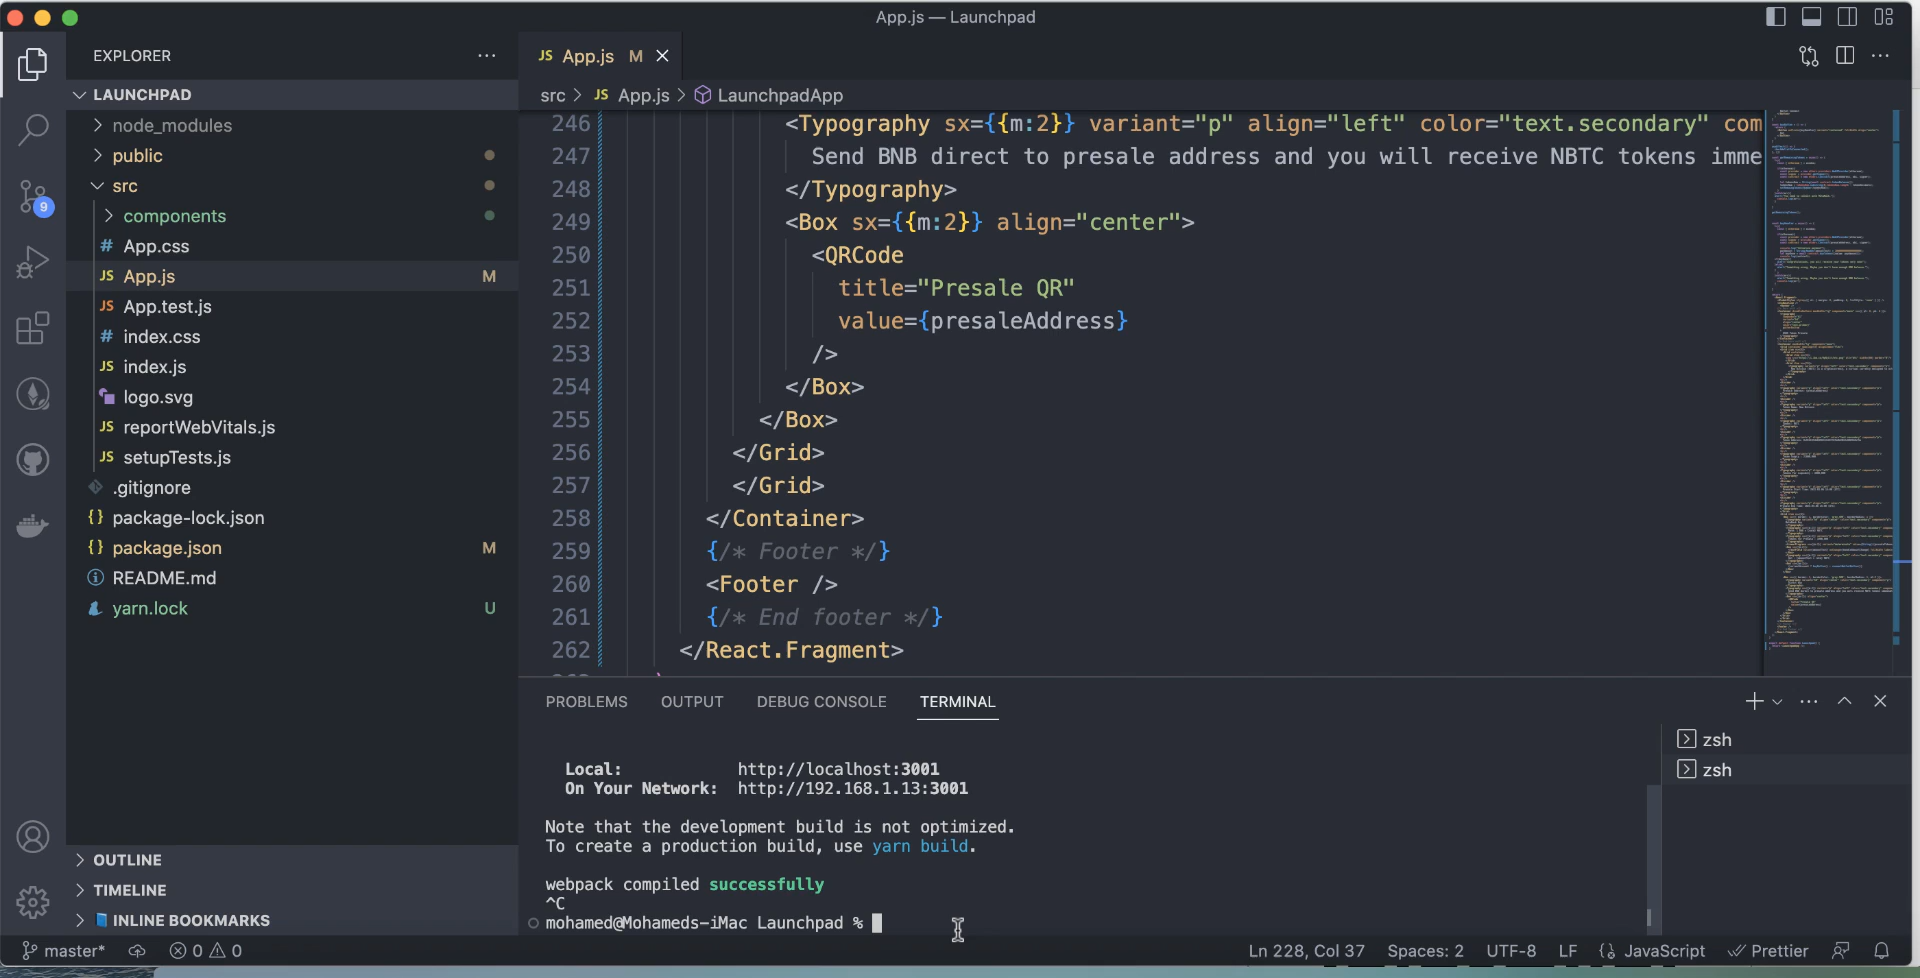 App.js — Launchpad
EXPLORER
JS App.js M
LAUNCHPAD
src > JS App.js > LaunchpadApp
node_modules
public
src
components
# App.css
JS App.js M
JS App.test.js
# index.css
JS index.js
logo.svg
JS reportWebVitals.js
JS setupTests.js
.gitignore
{} package-lock.json
{} package.json M
README.md
yarn.lock U
9
OUTLINE
TIMELINE
INLINE BOOKMARKS
246 <Typography sx={{m:2}} variant="p" align="left" color="text.secondary" com
247 Send BNB direct to presale address and you will receive NBTC tokens imme
248 </Typography>
249 <Box sx={{m:2}} align="center">
250 <QRCode
251 title="Presale QR"
252 value={presaleAddress}
253 />
254 </Box>
255 </Box>
256 </Grid>
257 </Grid>
258 </Container>
259 {/* Footer */}
260 <Footer />
261 {/* End footer */}
262 </React.Fragment>
PROBLEMS OUTPUT DEBUG CONSOLE TERMINAL
Local: http://localhost:3001
On Your Network: http://192.168.1.13:3001
Note that the development build is not optimized.
To create a production build, use yarn build.
webpack compiled successfully
^C
mohamed@Mohameds-iMac Launchpad %
zsh
zsh
master* 0 0 Ln 228, Col 37 Spaces: 2 UTF-8 LF {} JavaScript Prettier